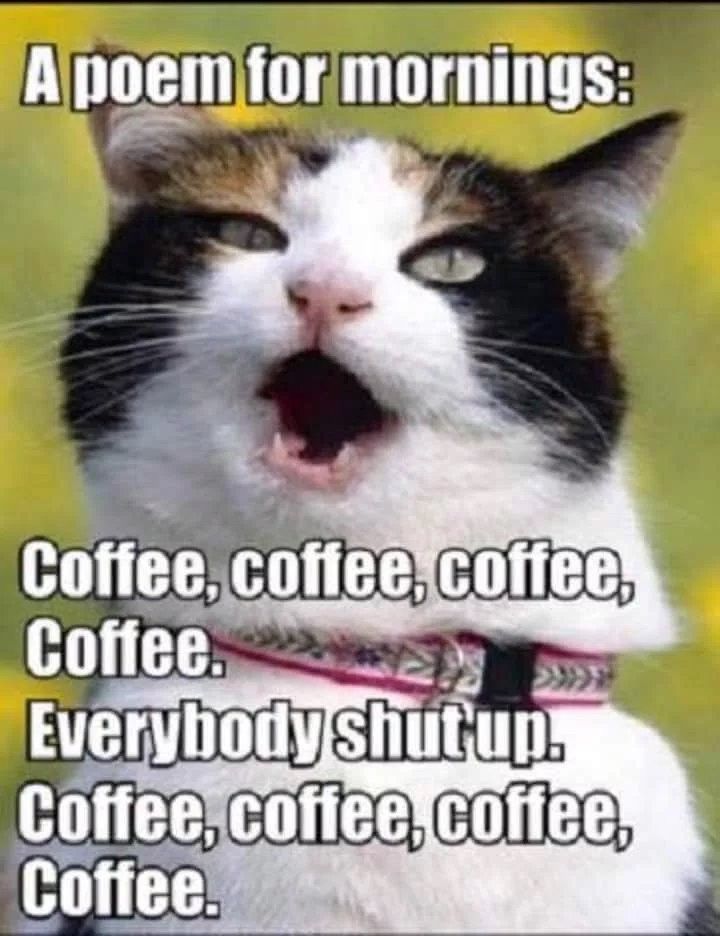 A poem for mornings:
Coffee, coffee, coffee,
Coffee.
Everybody shut up.
Coffee, coffee, coffee,
Coffee.